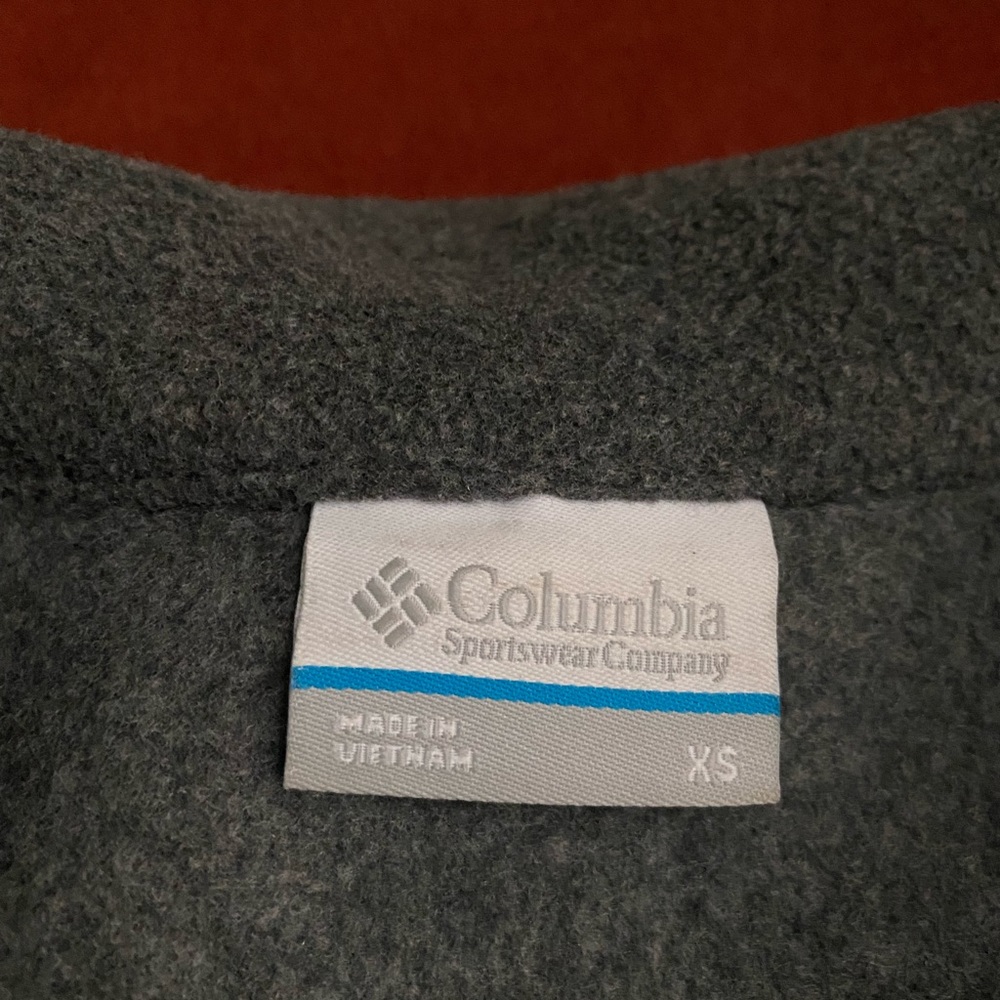 Columbia
Sportswear Company
MADE IN
VIETNAM
XS